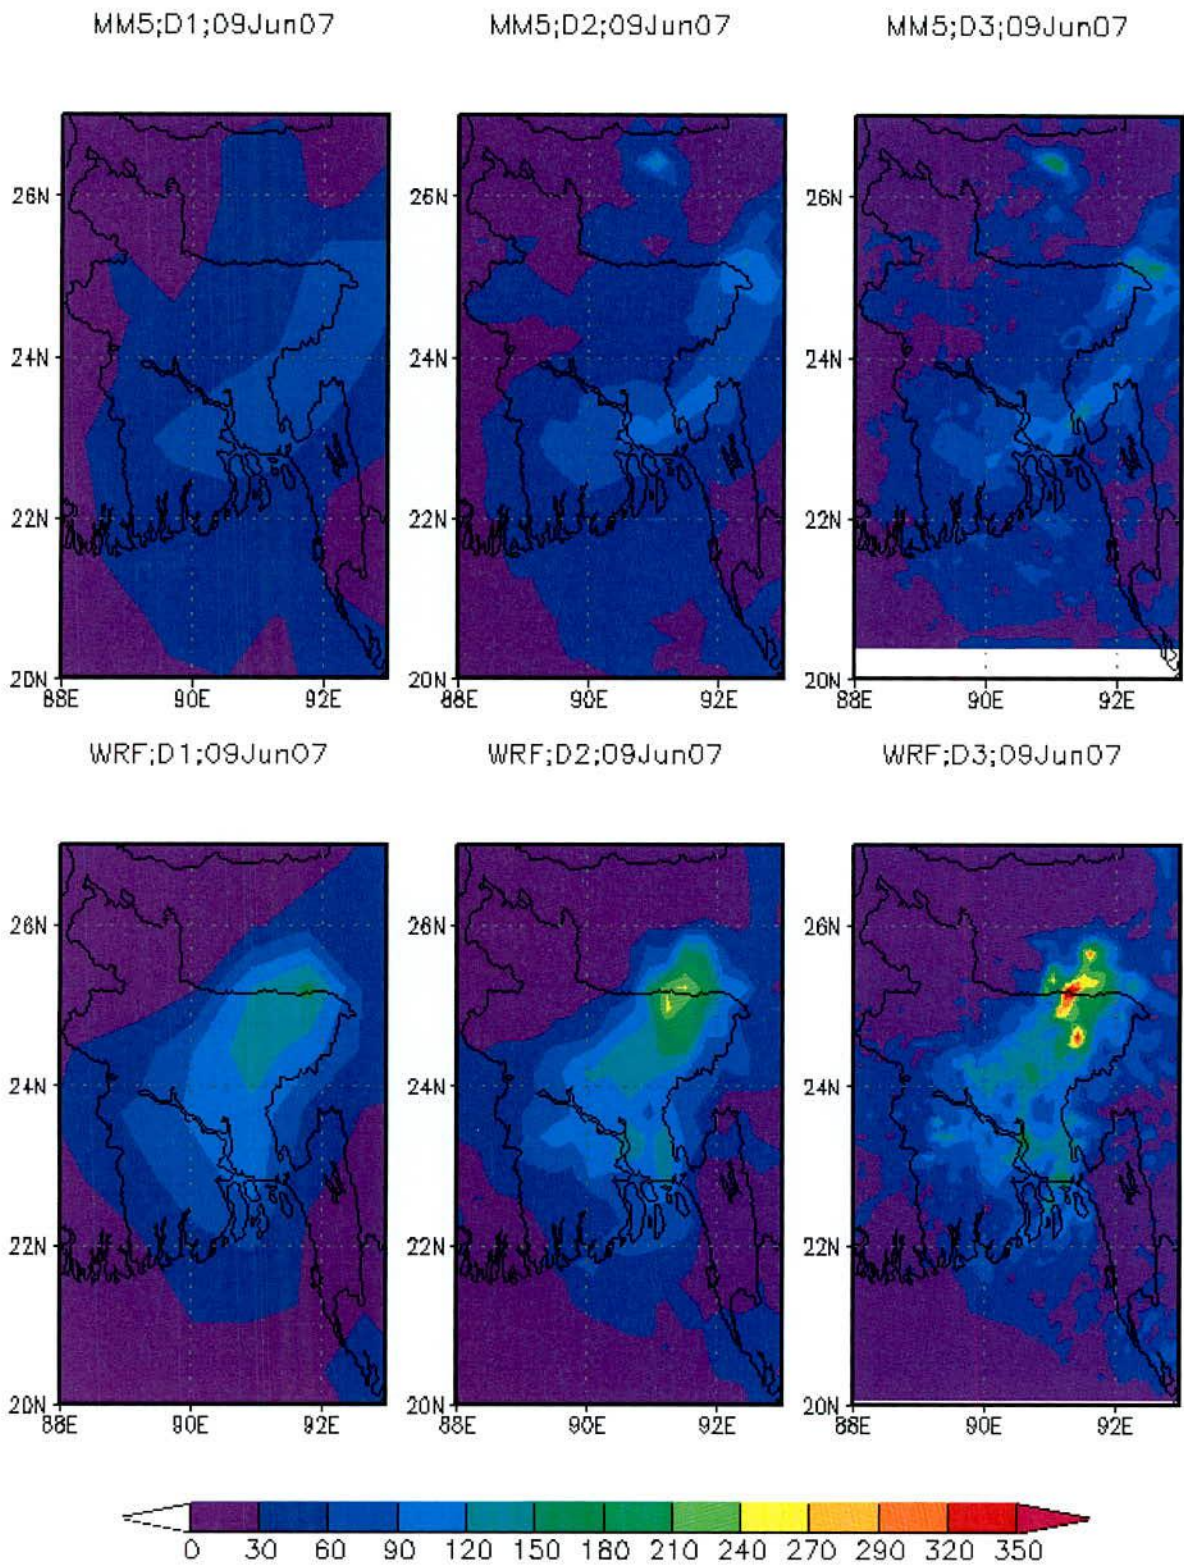 MM5;D1;09Jun07 MM5;D2;09Jun07 MM5;D3;09Jun07
26N 26N 26N
24N 24N 24N
22N 22N 22N
20N 20N 20N
88E 90E 92E 88E 90E 92E 88E 90E 92E
WRF;D1;09Jun07 WRF;D2;09Jun07 WRF;D3;09Jun07
26N 26N 26N
24N 24N 24N
22N 22N 22N
20N 20N 20N
88E 90E 92E 88E 90E 92E 88E 90E 92E
0 30 60 90 120 150 180 210 240 270 290 320 350